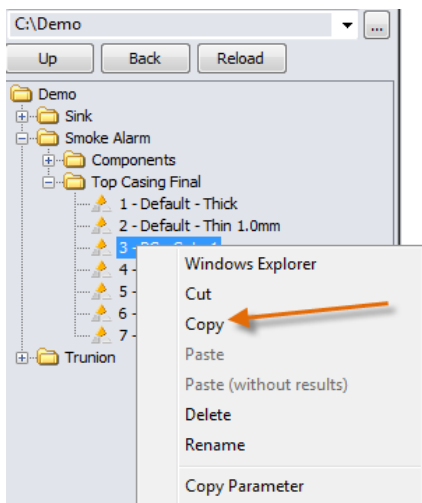 C:\Demo
...
Up Back Reload
Demo
Sink
Smoke Alarm
Components
Top Casing Final
1 - Default - Thick
2 - Default - Thin 1.0mm
3 -
4 -
5 -
6 -
7 -
Trunion
Windows Explorer
Cut
Copy
Paste
Paste (without results)
Delete
Rename
Copy Parameter